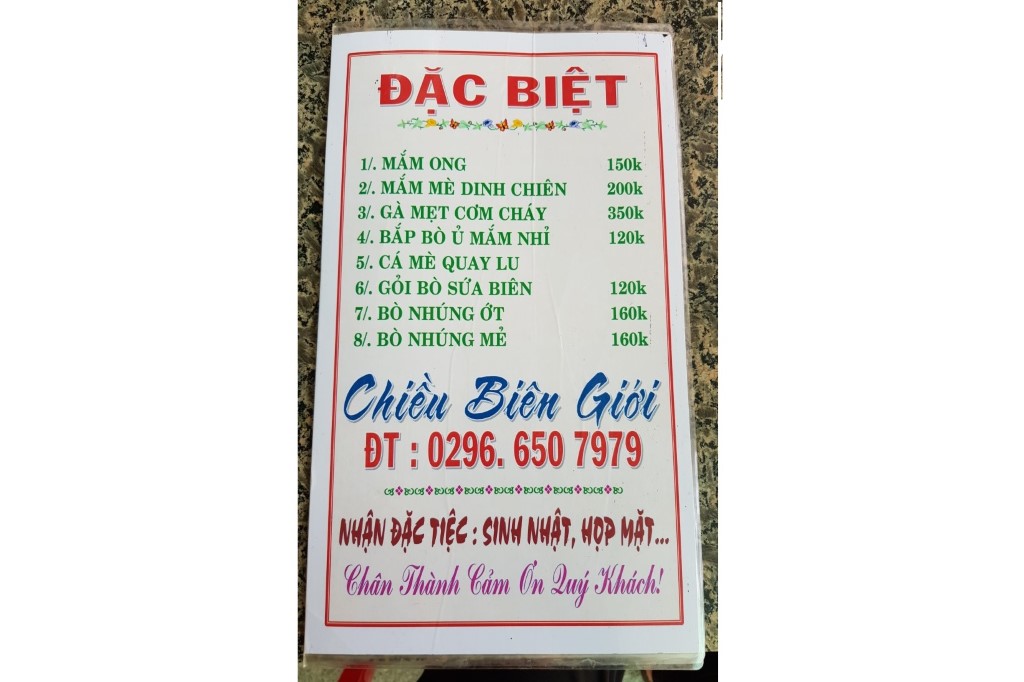 ĐẶC BIỆT
1/. MẮM ONG 150k
2/. MẮM MÈ DINH CHIÊN 200k
3/. GÀ MẸT CƠM CHÁY 350k
4/. BẮP BÒ Ủ MẮM NHỈ 120k
5/. CÁ MÈ QUAY LU
6/. GỎI BÒ SỨA BIÊN 120k
7/. BÒ NHÚNG ỚT 160k
8/. BÒ NHÚNG MẺ 160k
Chiều Biên Giới
ĐT : 0296. 650 7979
NHẬN ĐẶC TIỆC : SINH NHẬT, HỌP MẶT...
Chân Thành Cảm Ơn Quý Khách!